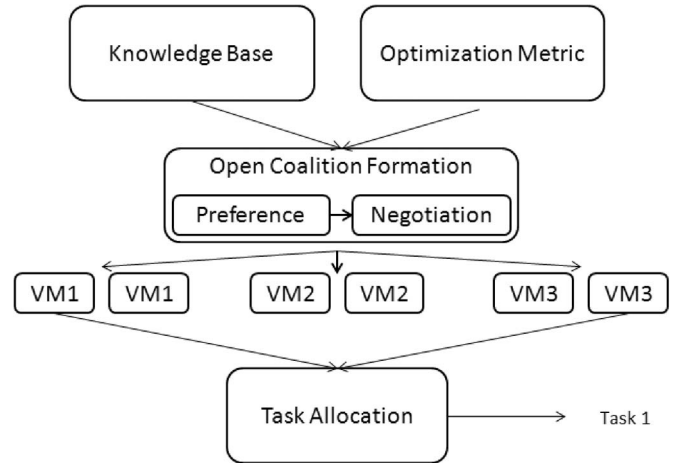 Knowledge Base
Optimization Metric
Open Coalition Formation
Preference
Negotiation
VM1
VM1
VM2
VM2
VM3
VM3
Task Allocation
Task 1